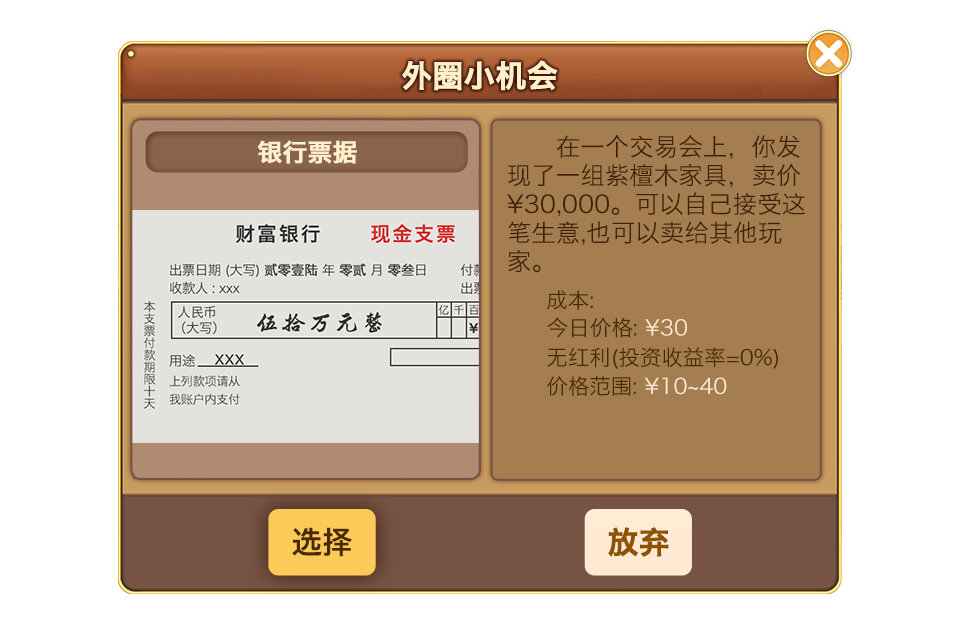 外圈小机会
银行票据
财富银行 现金支票
出票日期 (大写) 贰零壹陆 年 零贰 月 零叁日 付款
收款人 : xxx 出票
本支票付款期限十天
人民币
(大写) 伍拾万元整
亿 千 百
¥
用途 XXX
上列款项请从
我账户内支付
在一个交易会上，你发
现了一组紫檀木家具，卖价
¥30,000。可以自己接受这
笔生意,也可以卖给其他玩
家。
成本:
今日价格: ¥30
无红利(投资收益率=0%)
价格范围: ¥10~40
选择
放弃